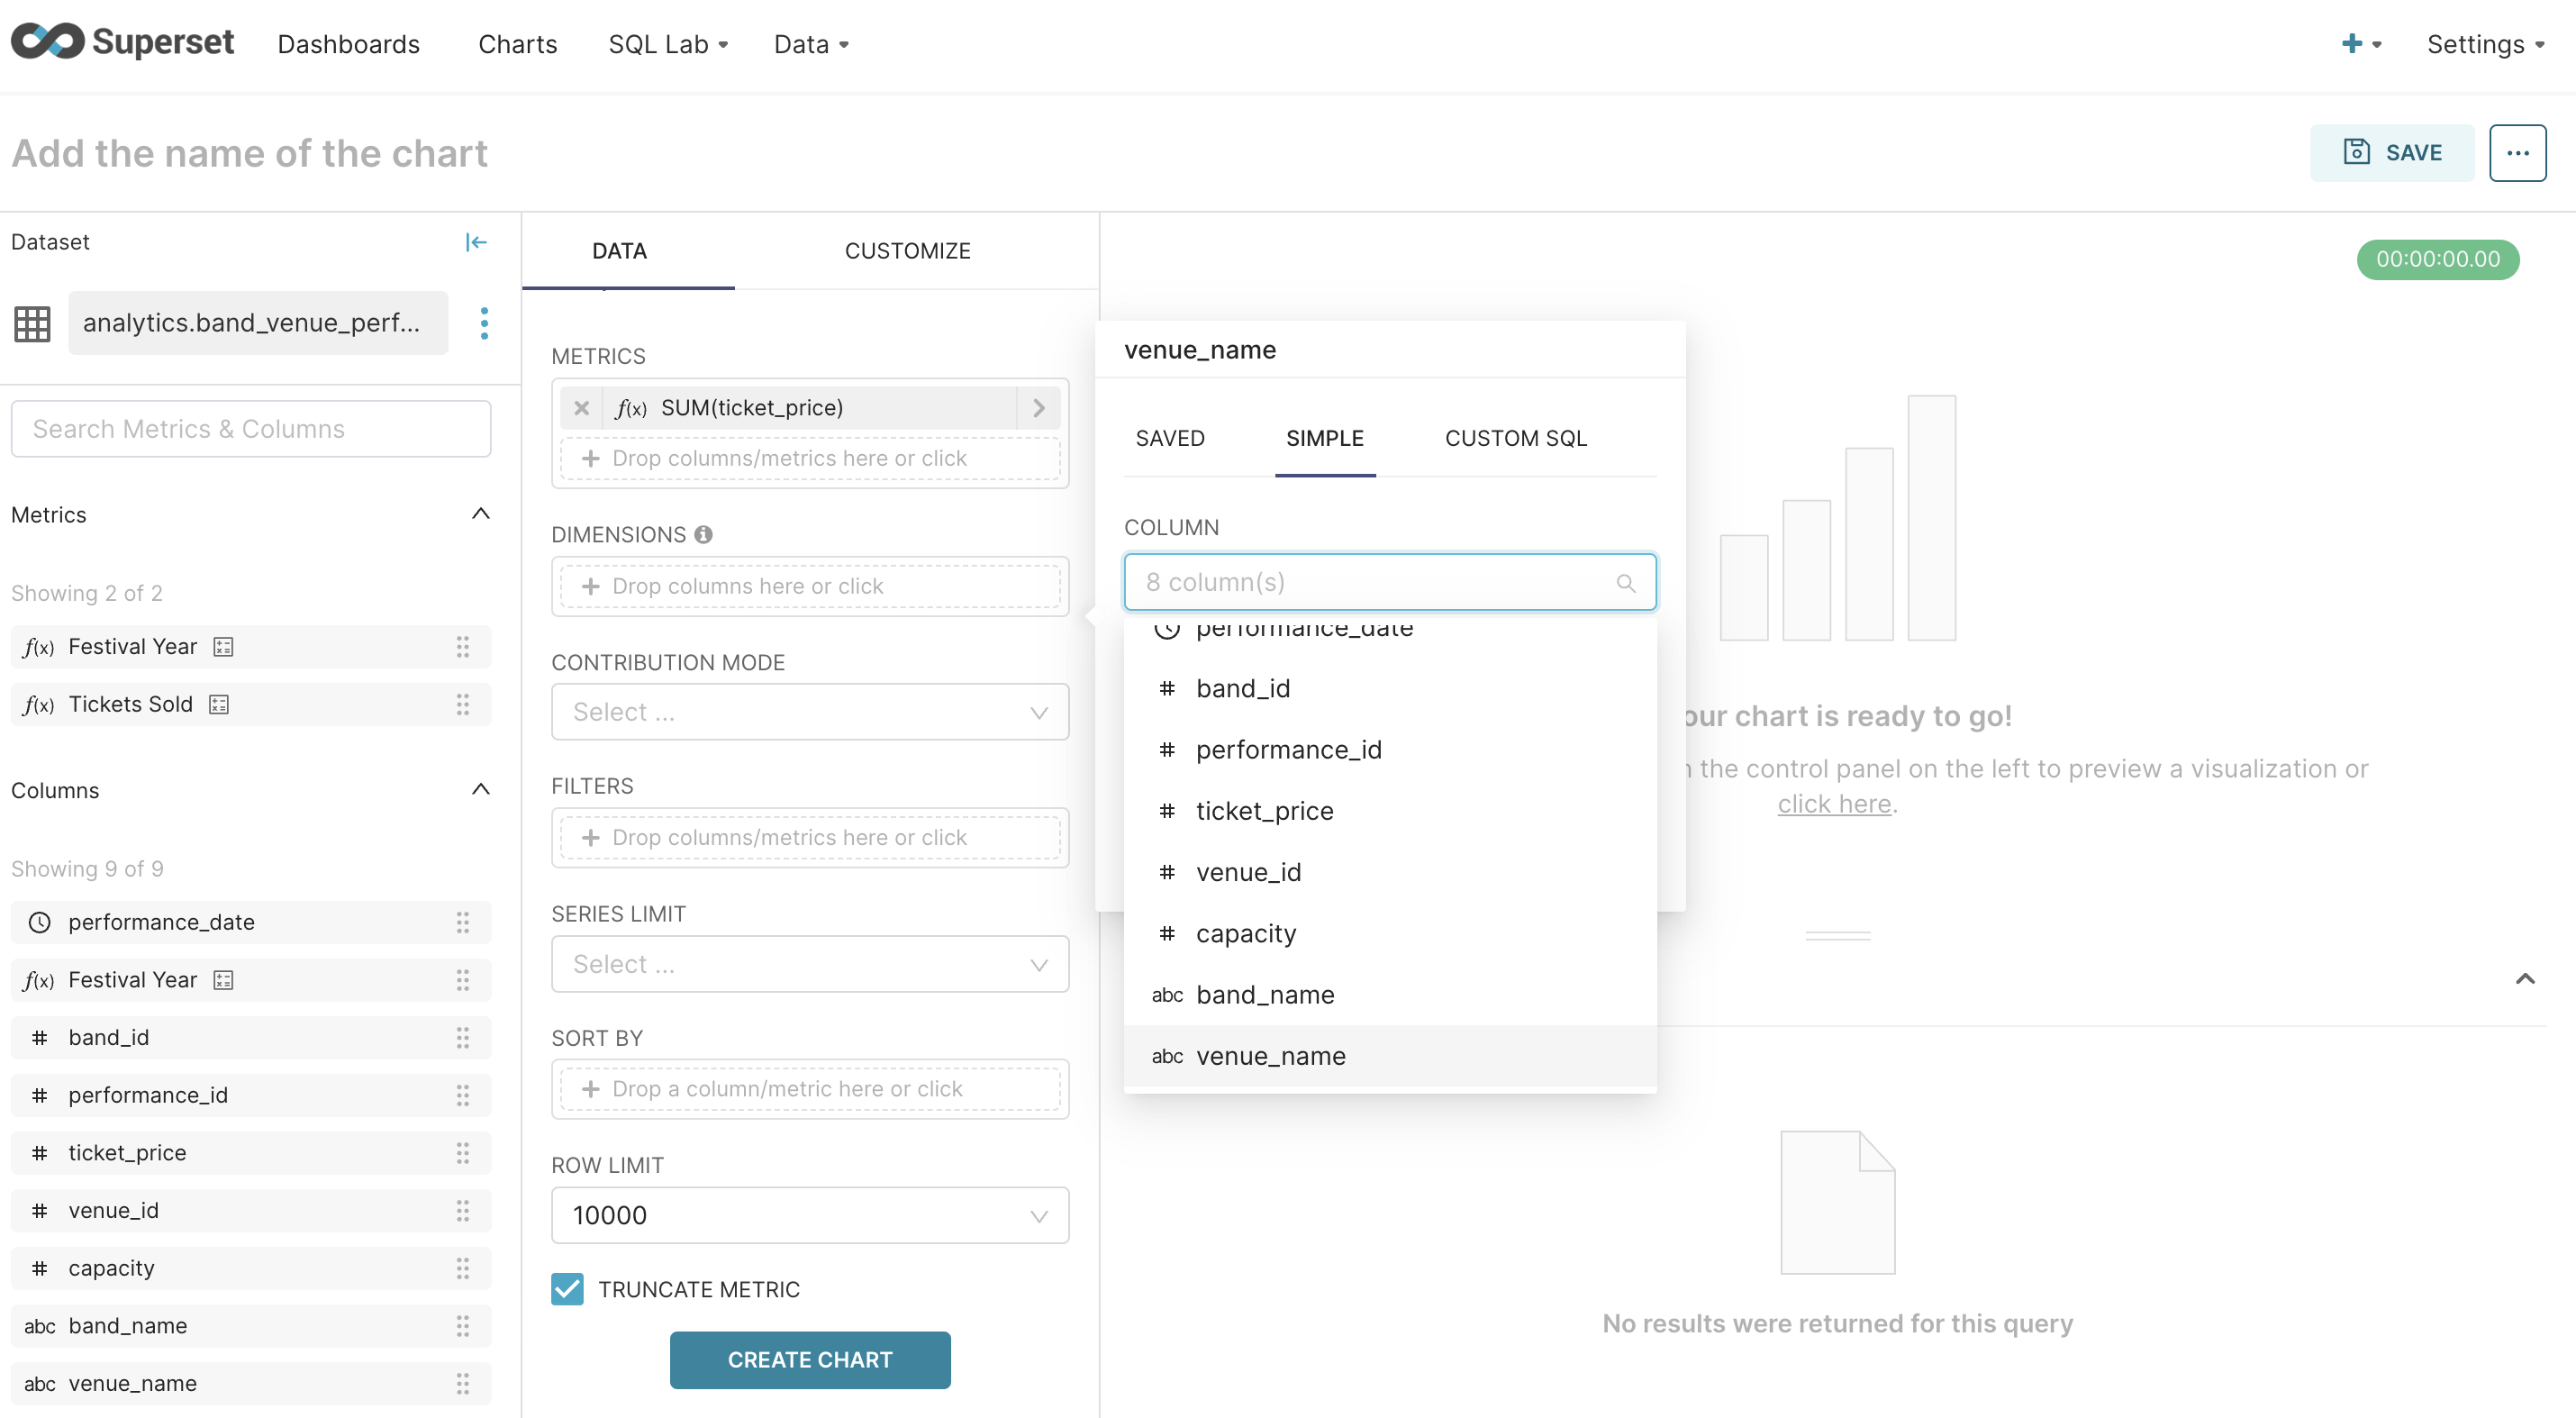 Superset Dashboards Charts SQL Lab Data Settings
Add the name of the chart
SAVE
Dataset
analytics.band_venue_perf...
Search Metrics & Columns
Metrics
Showing 2 of 2
f(x) Festival Year
f(x) Tickets Sold
Columns
Showing 9 of 9
performance_date
f(x) Festival Year
# band_id
# performance_id
# ticket_price
# venue_id
# capacity
abc band_name
abc venue_name
DATA CUSTOMIZE
METRICS
f(x) SUM(ticket_price)
+ Drop columns/metrics here or click
DIMENSIONS
+ Drop columns here or click
CONTRIBUTION MODE
Select ...
FILTERS
+ Drop columns/metrics here or click
SERIES LIMIT
Select ...
SORT BY
+ Drop a column/metric here or click
ROW LIMIT
10000
TRUNCATE METRIC
CREATE CHART
venue_name
SAVED SIMPLE CUSTOM SQL
COLUMN
8 column(s)
performance_date
# band_id
# performance_id
# ticket_price
# venue_id
# capacity
abc band_name
abc venue_name
00:00:00.00
our chart is ready to go!
the control panel on the left to preview a visualization or
click here.
No results were returned for this query